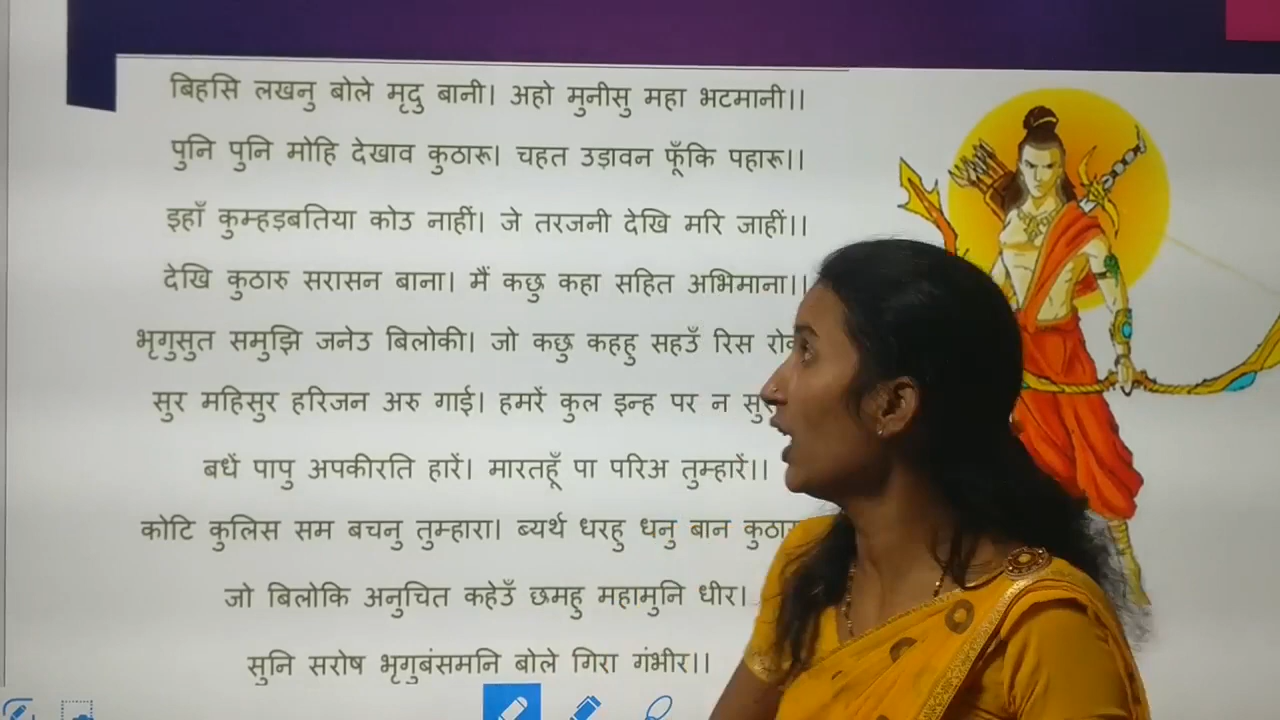 बिहसि लखनु बोले मृदु बानी। अहो मुनीसु महा भटमानी।।
पुनि पुनि मोहि देखाव कुठारू। चहत उड़ावन फूँकि पहारू।।
इहाँ कुम्हड़बतिया कोउ नाहीं। जे तरजनी देखि मरि जाहीं।।
देखि कुठारु सरासन बाना। मैं कछु कहा सहित अभिमाना।।
भृगुसुत समुझि जनेउ बिलोकी। जो कछु कहहु सहउँ रिस
सुर महिसुर हरिजन अरु गाई। हमरें कुल इन्ह पर न
बधें पापु अपकीरति हारें। मारतहूँ पा परिअ तुम्हारें।।
कोटि कुलिस सम बचनु तुम्हारा। ब्यर्थ धरहु धनु बान
जो बिलोकि अनुचित कहेउँ छमहु महामुनि धीर।
सुनि सरोष भृगुबंसमनि बोले गिरा गंभीर।।